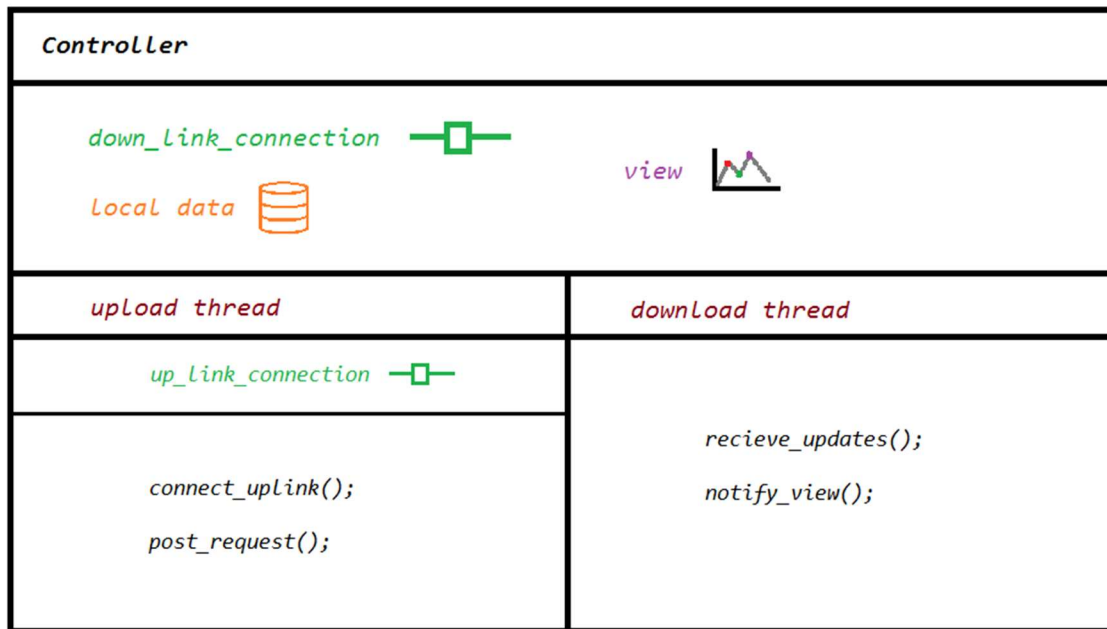 Controller
down_link_connection
view
local data
upload thread
download thread
up_link_connection
recieve_updates();
notify_view();
connect_uplink();
post_request();